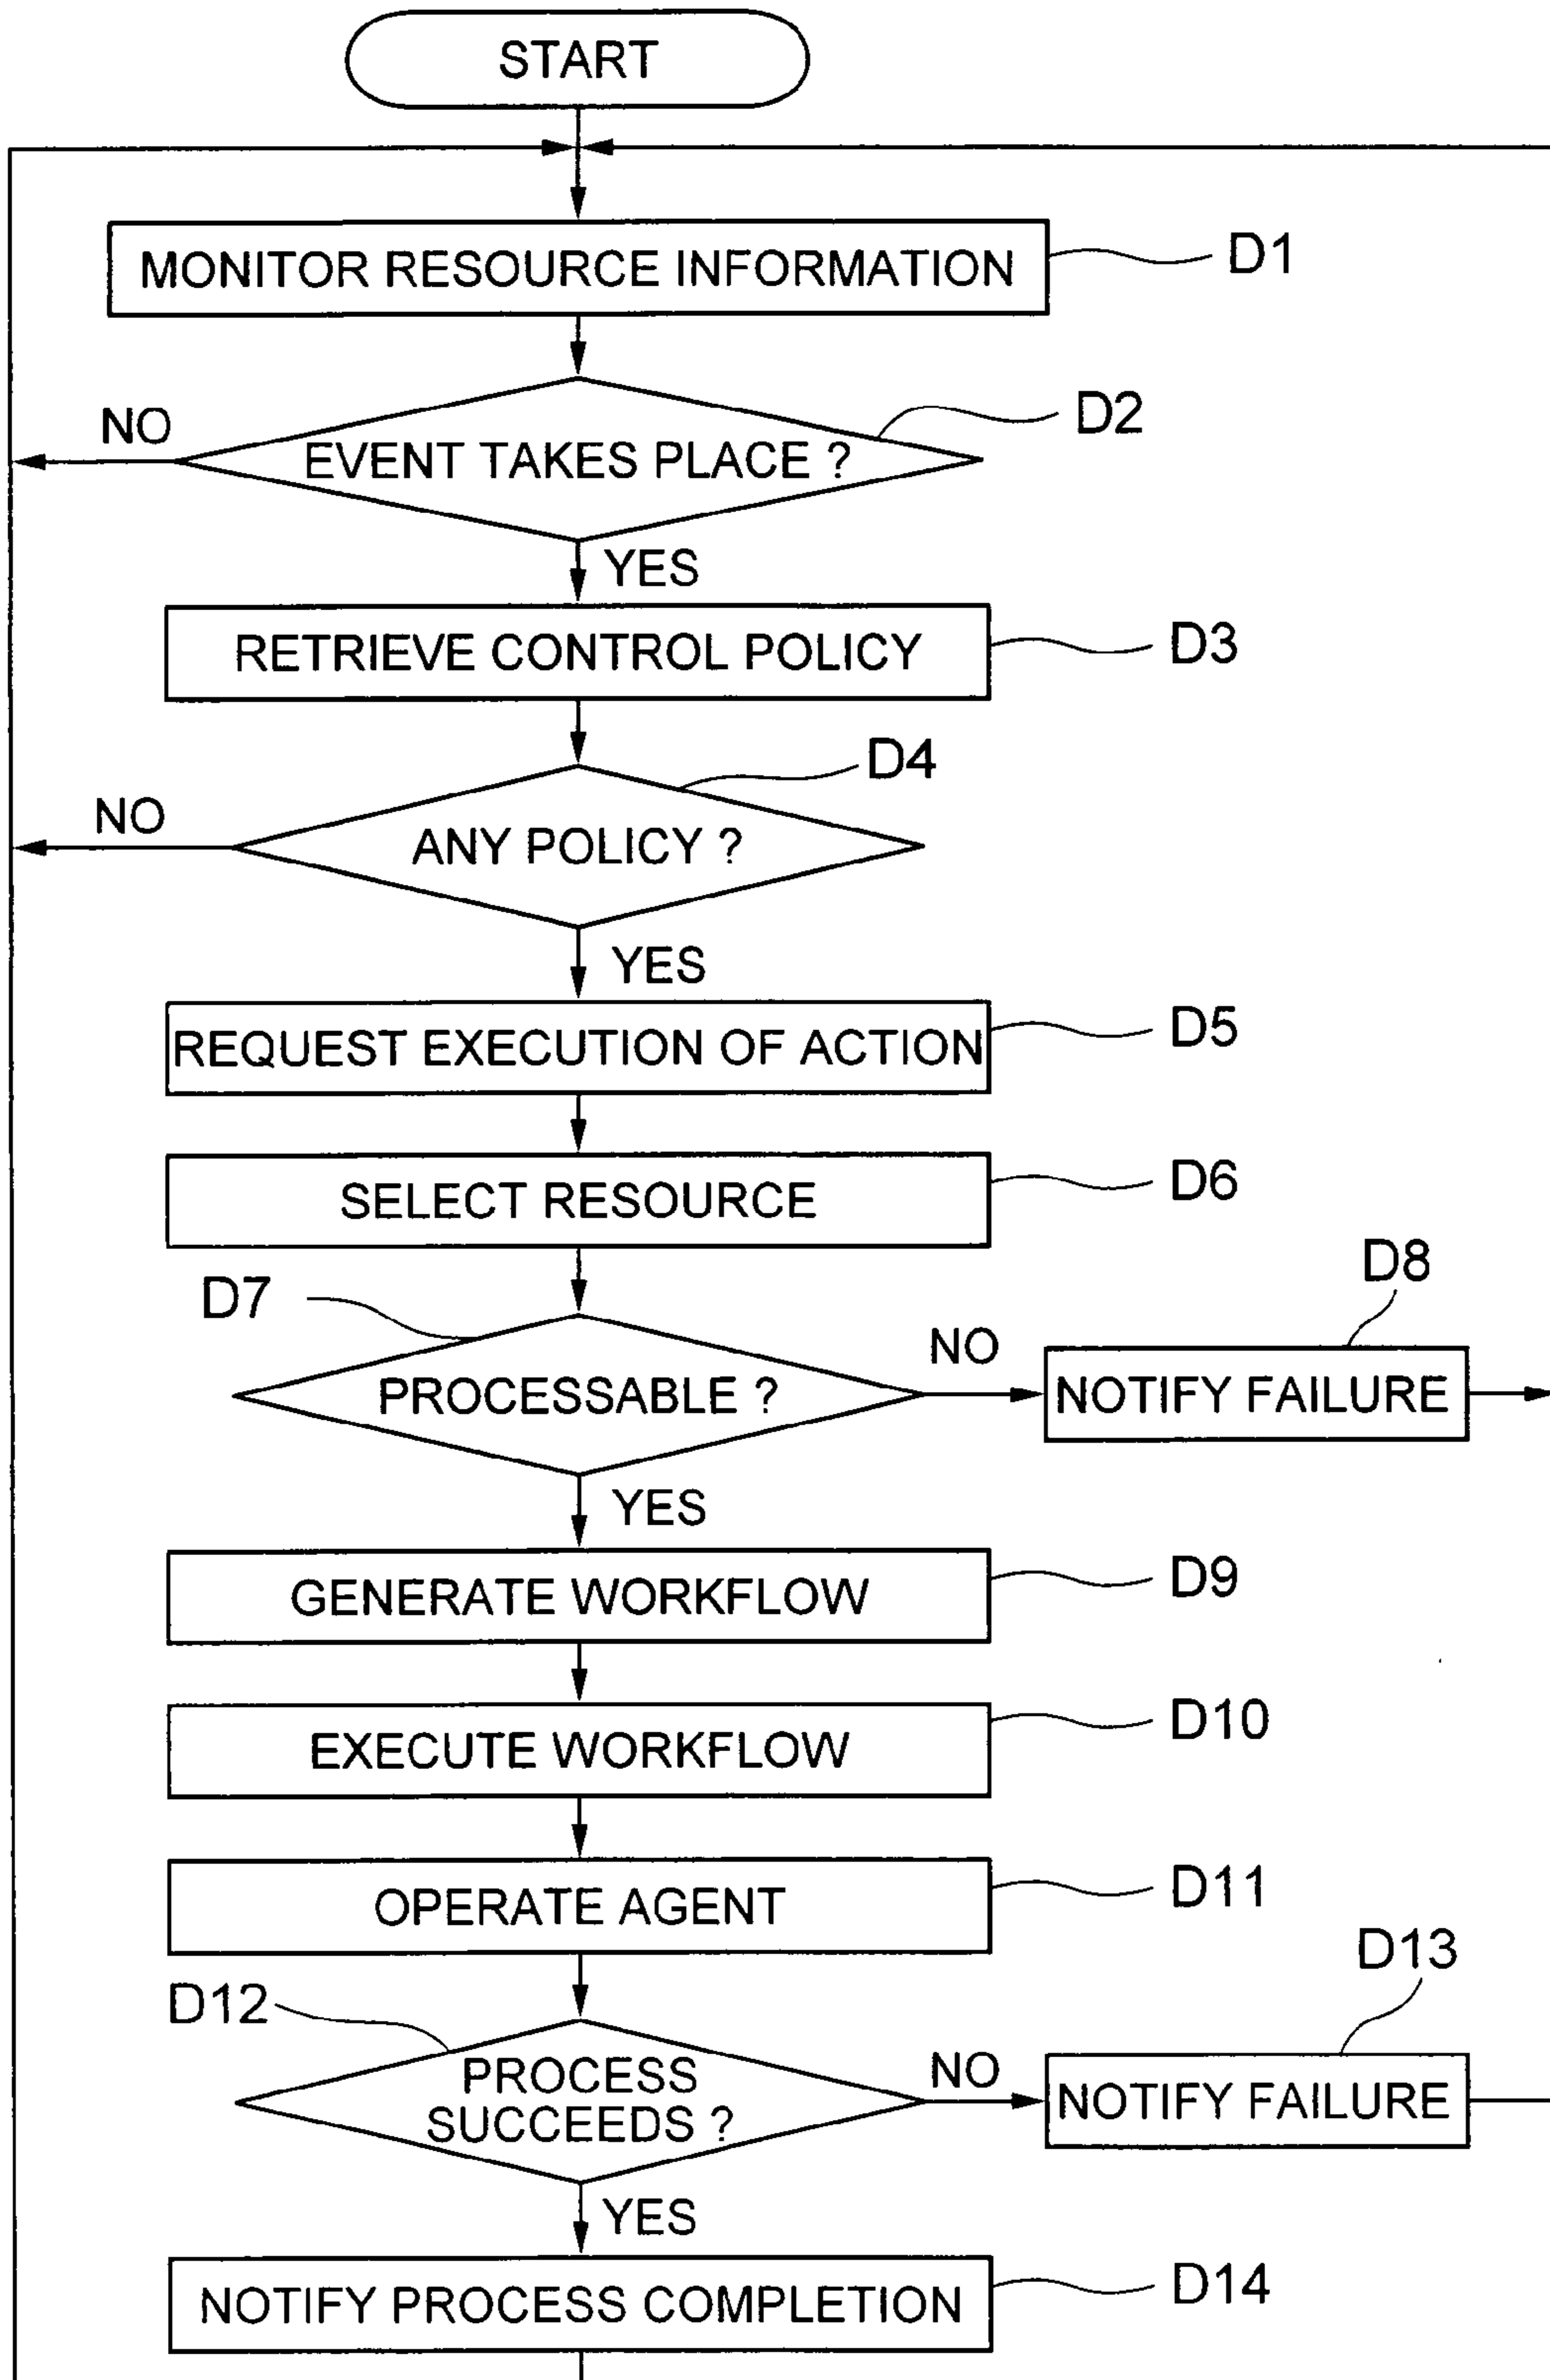 START
MONITOR RESOURCE INFORMATION
D1
NO
EVENT TAKES PLACE ?
D2
YES
RETRIEVE CONTROL POLICY
D3
D4
NO
ANY POLICY ?
YES
REQUEST EXECUTION OF ACTION
D5
SELECT RESOURCE
D6
D7
PROCESSABLE ?
NO
D8
NOTIFY FAILURE
YES
GENERATE WORKFLOW
D9
EXECUTE WORKFLOW
D10
OPERATE AGENT
D11
D12
PROCESS
SUCCEEDS ?
NO
D13
NOTIFY FAILURE
YES
NOTIFY PROCESS COMPLETION
D14